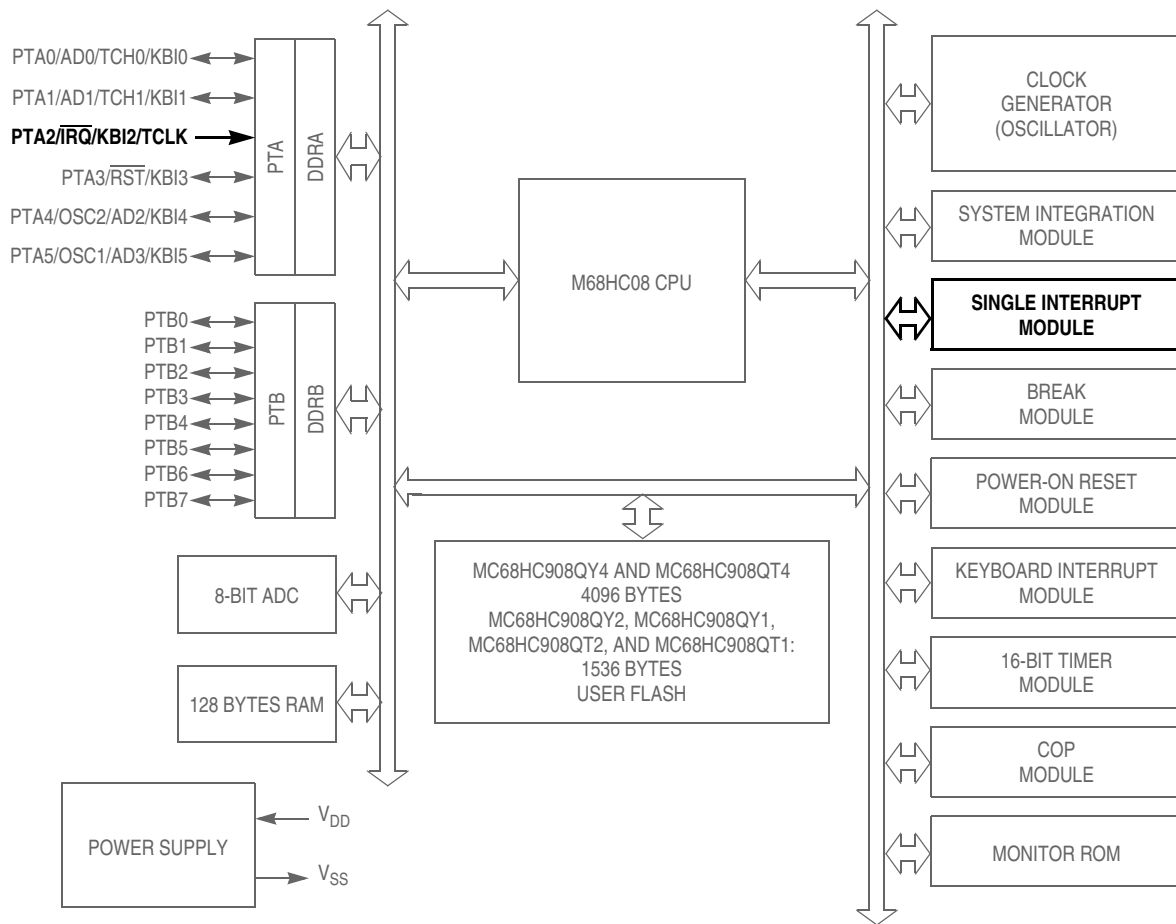 PTA0/AD0/TCH0/KBI0
PTA1/AD1/TCH1/KBI1
PTA2/I̅R̅Q̅/KBI2/TCLK
PTA3/R̅S̅T̅/KBI3
PTA4/OSC2/AD2/KBI4
PTA5/OSC1/AD3/KBI5
PTA
DDRA
PTB0
PTB1
PTB2
PTB3
PTB4
PTB5
PTB6
PTB7
PTB
DDRB
8-BIT ADC
128 BYTES RAM
POWER SUPPLY
VDD
VSS
M68HC08 CPU
MC68HC908QY4 AND MC68HC908QT4
4096 BYTES
MC68HC908QY2, MC68HC908QY1,
MC68HC908QT2, AND MC68HC908QT1:
1536 BYTES
USER FLASH
CLOCK
GENERATOR
(OSCILLATOR)
SYSTEM INTEGRATION
MODULE
SINGLE INTERRUPT
MODULE
BREAK
MODULE
POWER-ON RESET
MODULE
KEYBOARD INTERRUPT
MODULE
16-BIT TIMER
MODULE
COP
MODULE
MONITOR ROM